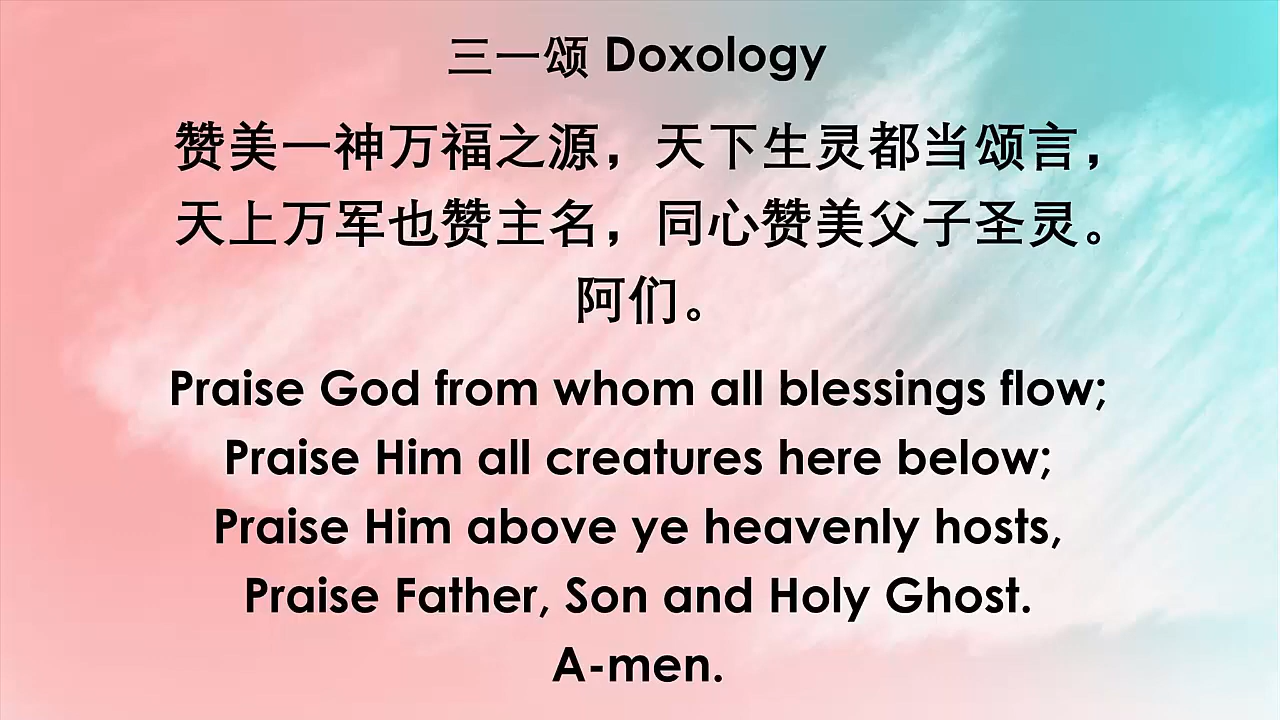 三一颂 Doxology
赞美一神万福之源，天下生灵都当颂言，
天上万军也赞主名，同心赞美父子圣灵。
阿们。
Praise God from whom all blessings flow;
Praise Him all creatures here below;
Praise Him above ye heavenly hosts,
Praise Father, Son and Holy Ghost.
A-men.